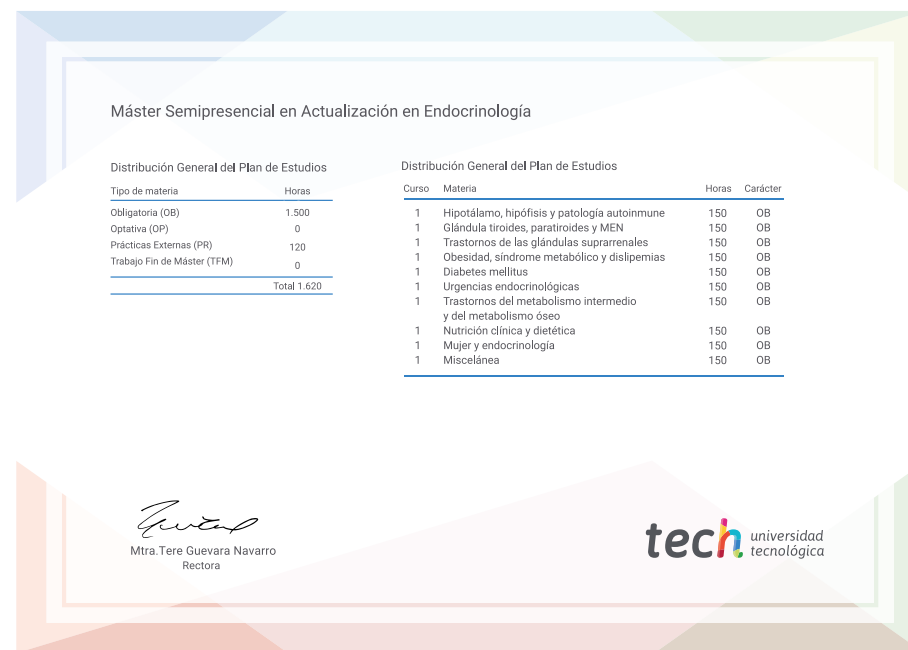 Máster Semipresencial en Actualización en Endocrinología
Distribución General del Plan de Estudios
Tipo de materia Horas
Obligatoria (OB) 1.500
Optativa (OP) 0
Prácticas Externas (PR) 120
Trabajo Fin de Máster (TFM) 0
Total 1.620
Distribución General del Plan de Estudios
Curso Materia Horas Carácter
1 Hipotálamo, hipófisis y patología autoinmune 150 OB
1 Glándula tiroides, paratiroides y MEN 150 OB
1 Trastornos de las glándulas suprarrenales 150 OB
1 Obesidad, síndrome metabólico y dislipemias 150 OB
1 Diabetes mellitus 150 OB
1 Urgencias endocrinológicas 150 OB
1 Trastornos del metabolismo intermedio 150 OB
y del metabolismo óseo
1 Nutrición clínica y dietética 150 OB
1 Mujer y endocrinología 150 OB
1 Miscelánea 150 OB
Mtra.Tere Guevara Navarro
Rectora
tech universidad
tecnológica